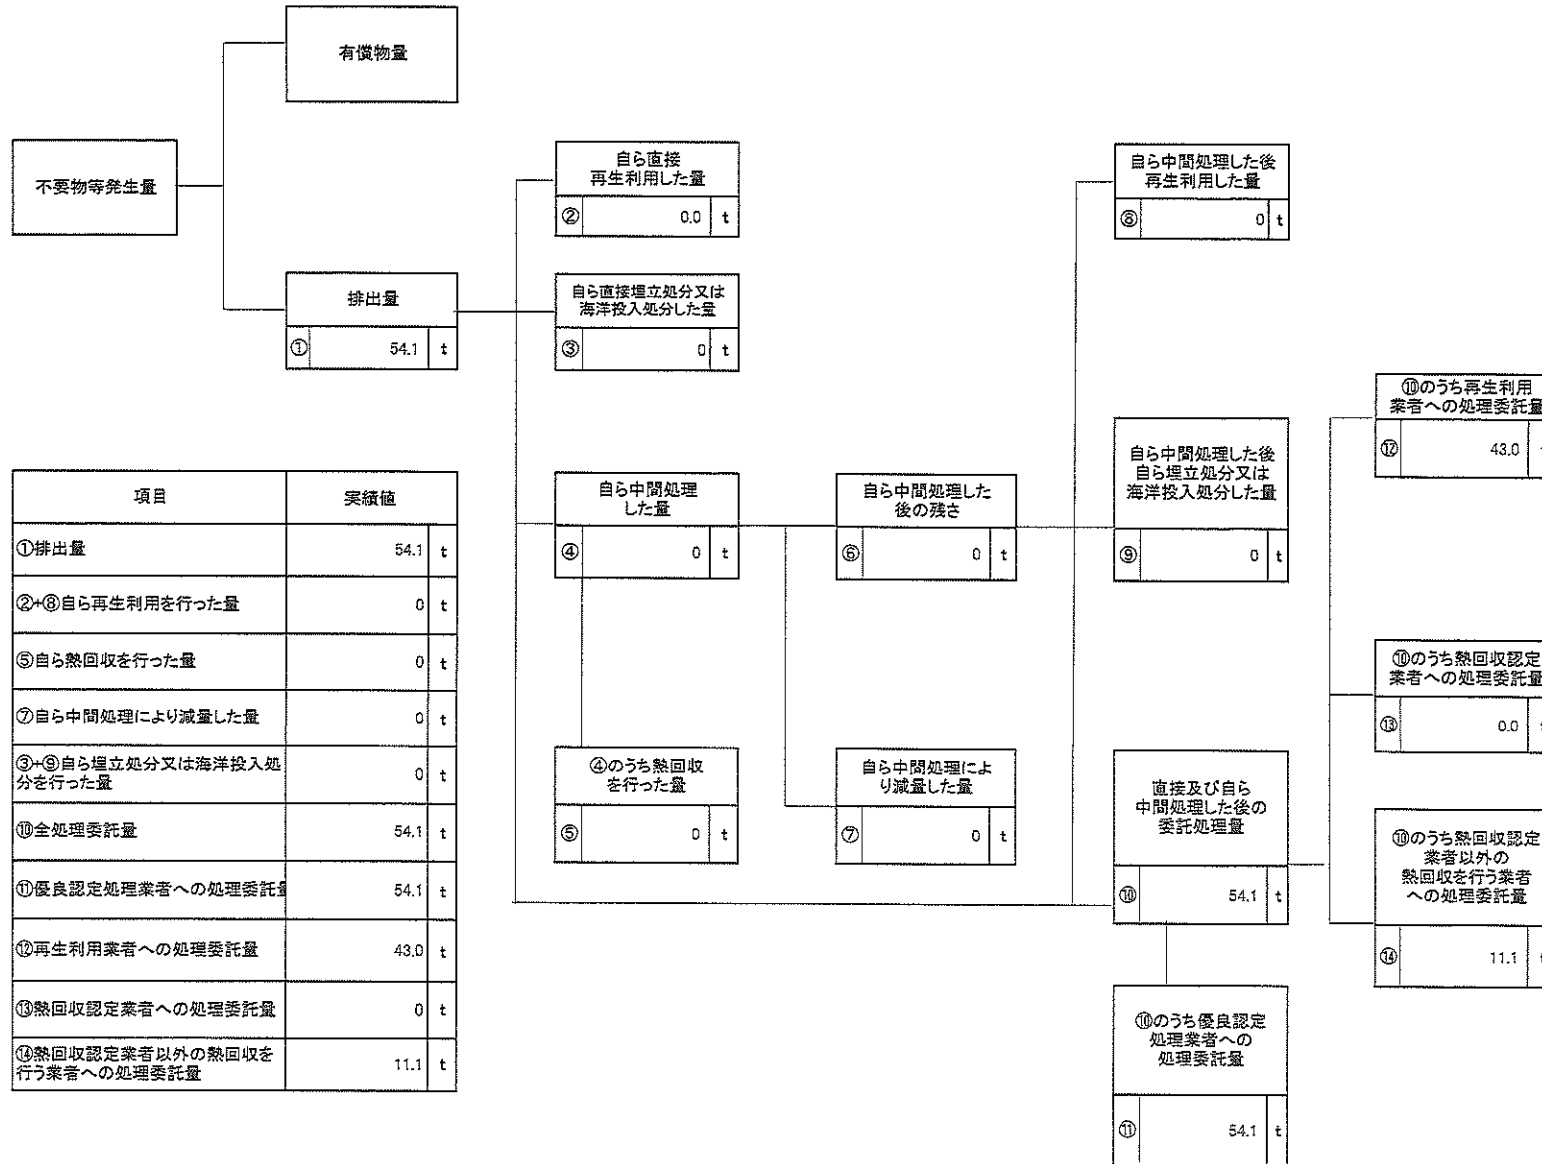 有償物量
不要物等発生量
排出量
① 54.1 t
自ら直接
再生利用した量
② 0.0 t
自ら直接埋立処分又は
海洋投入処分した量
③ 0 t
自ら中間処理
した量
④ 0 t
④のうち熱回収
を行った量
⑤ 0 t
自ら中間処理した
後の残さ
⑥ 0 t
自ら中間処理によ
り減量した量
⑦ 0 t
自ら中間処理した後
再生利用した量
⑧ 0 t
自ら中間処理した後
自ら埋立処分又は
海洋投入処分した量
⑨ 0 t
直接及び自ら
中間処理した後の
委託処理量
⑩ 54.1 t
⑩のうち優良認定
処理業者への
処理委託量
⑪ 54.1 t
⑩のうち再生利用
業者への処理委託量
⑫ 43.0
⑩のうち熱回収認定
業者への処理委託量
⑬ 0.0
⑩のうち熱回収認定
業者以外の
熱回収を行う業者
への処理委託量
⑭ 11.1
項目 実績値
①排出量 54.1 t
②+⑧自ら再生利用を行った量 0 t
⑤自ら熱回収を行った量 0 t
⑦自ら中間処理により減量した量 0 t
③+⑨自ら埋立処分又は海洋投入処
分を行った量 0 t
⑩全処理委託量 54.1 t
⑪優良認定処理業者への処理委託量 54.1 t
⑫再生利用業者への処理委託量 43.0 t
⑬熱回収認定業者への処理委託量 0 t
⑭熱回収認定業者以外の熱回収を
行う業者への処理委託量 11.1 t